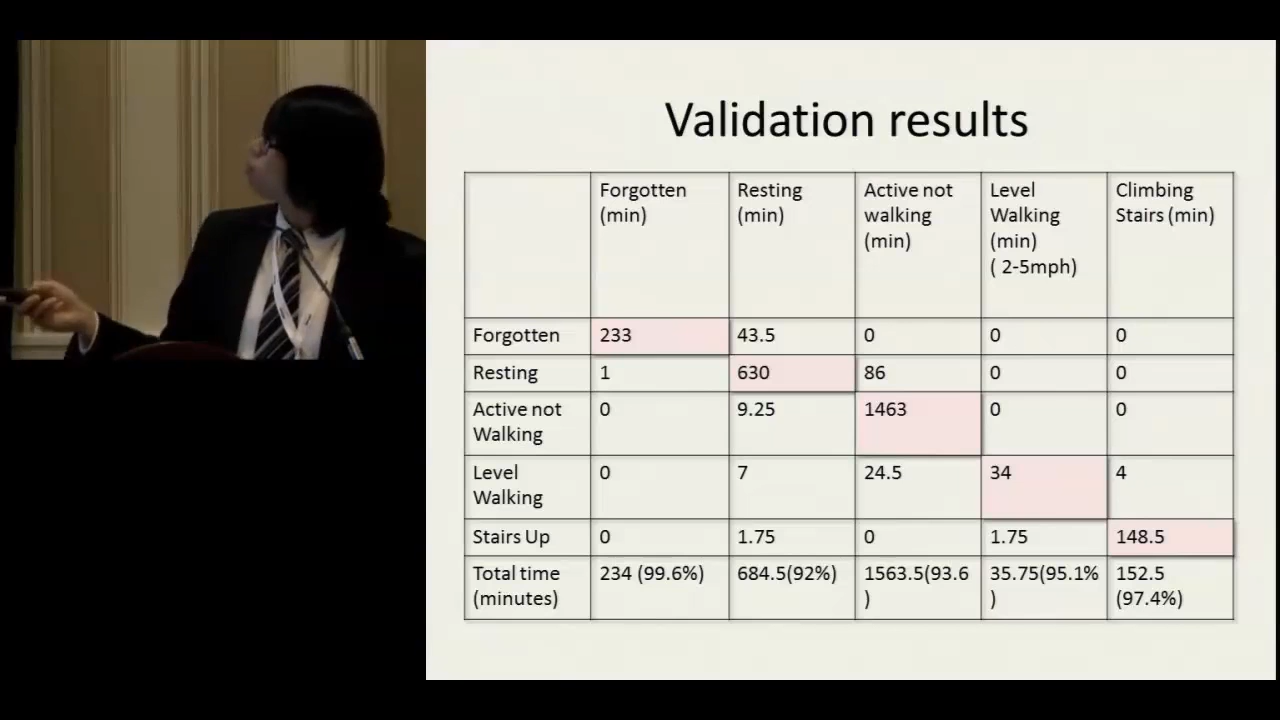 Validation results
Forgotten (min) Resting (min) Active not walking (min) Level Walking (min) ( 2-5mph) Climbing Stairs (min)
Forgotten 233 43.5 0 0 0
Resting 1 630 86 0 0
Active not Walking 0 9.25 1463 0 0
Level Walking 0 7 24.5 34 4
Stairs Up 0 1.75 0 1.75 148.5
Total time (minutes) 234 (99.6%) 684.5(92%) 1563.5(93.6 ) 35.75(95.1% ) 152.5 (97.4%)